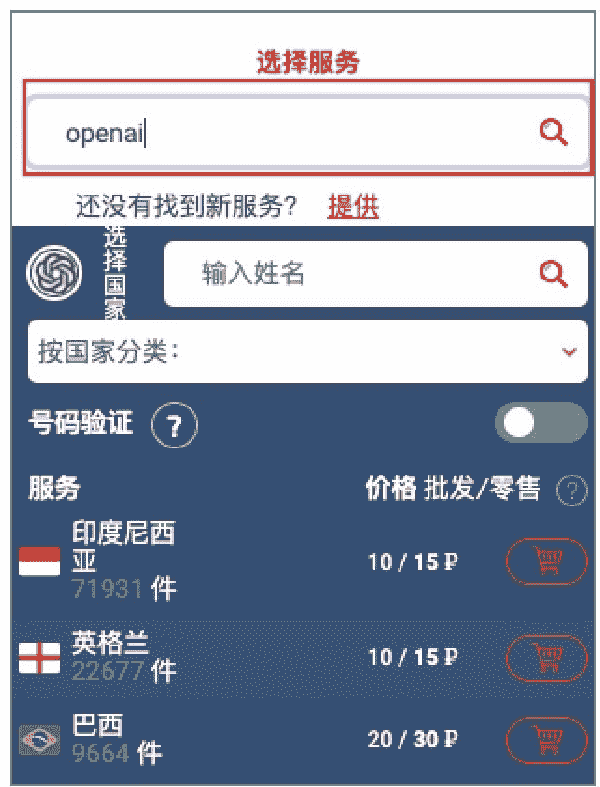 选择服务
openai
还没有找到新服务? 提供
选择国家
输入姓名
按国家分类:
号码验证 ?
服务 价格 批发/零售 ?
印度尼西
亚
10 / 15 ₽
71931 件
英格兰
10 / 15 ₽
22677 件
巴西
20 / 30 ₽
9664 件